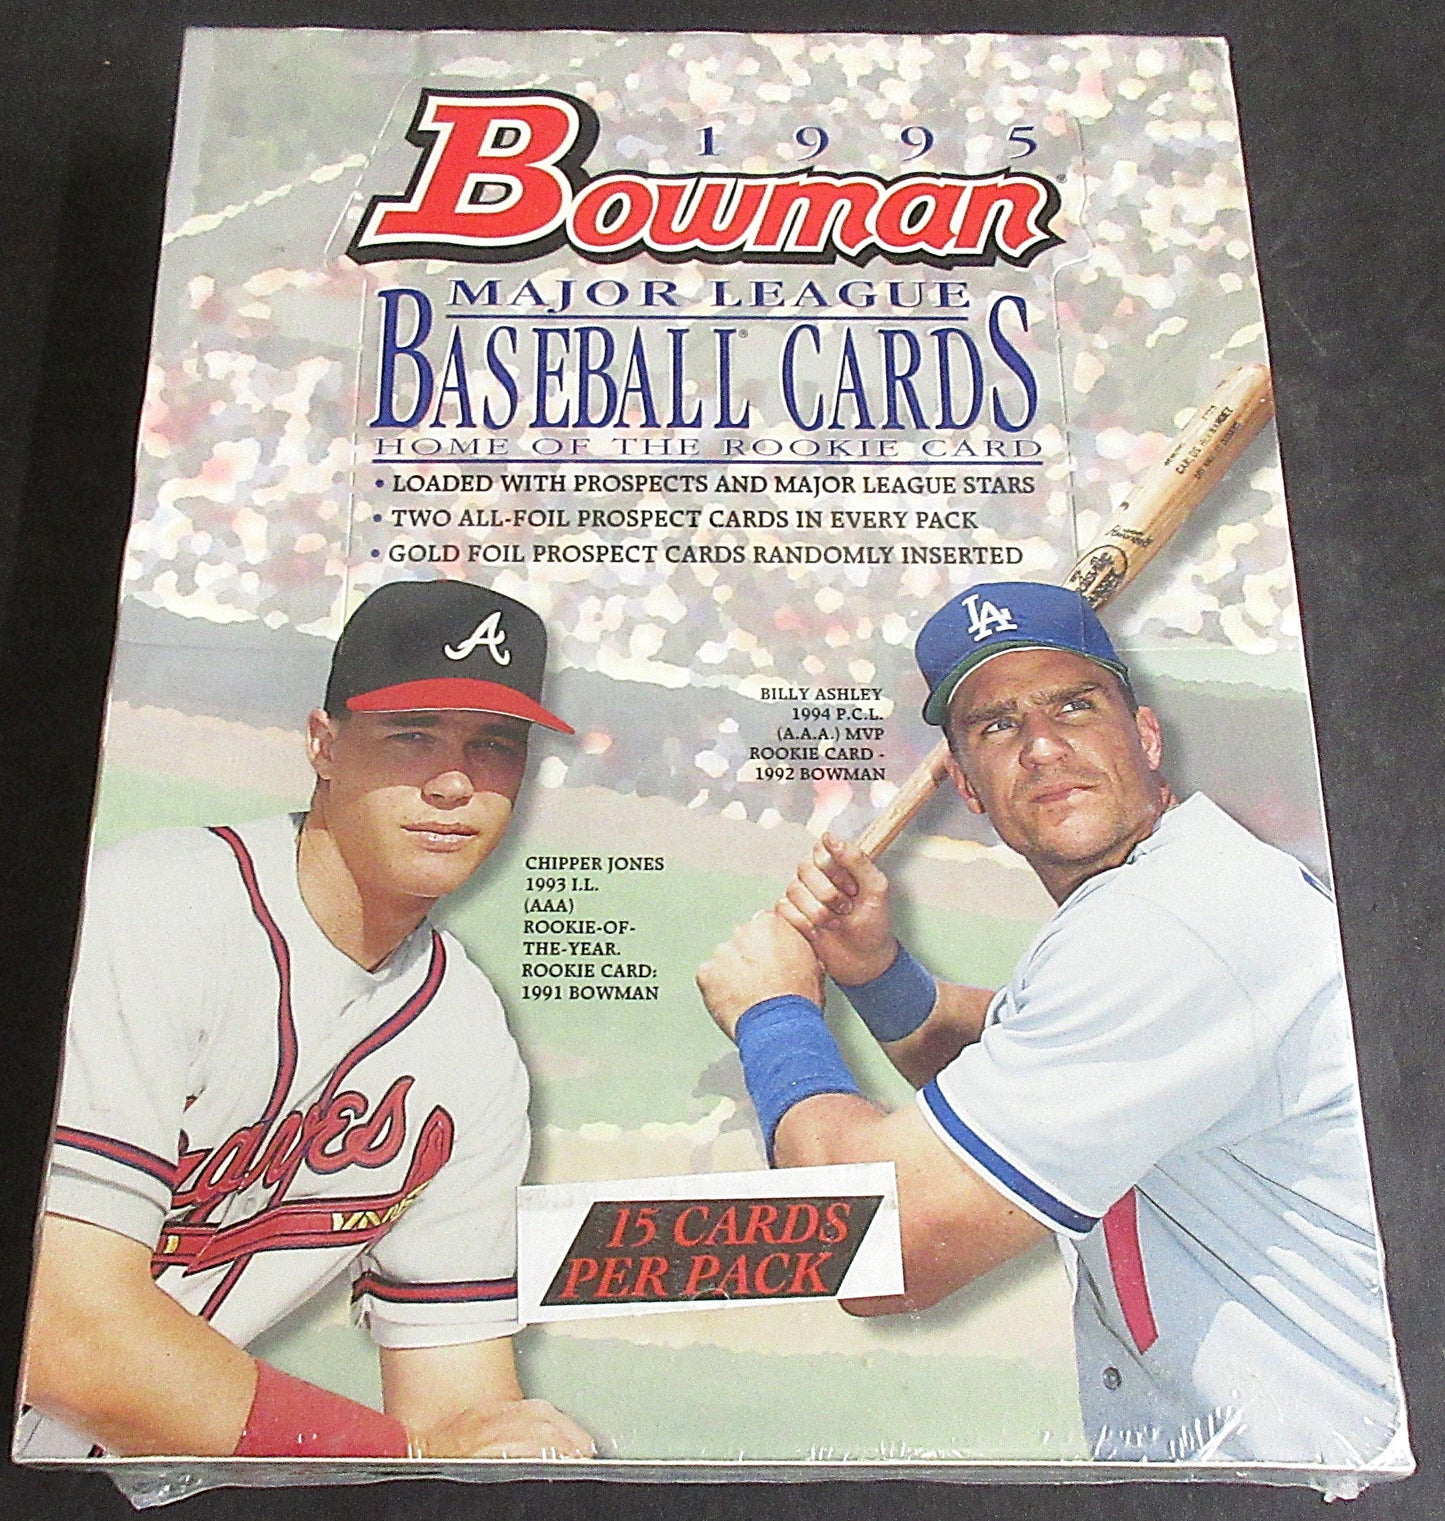 1995
Bowman
MAJOR LEAGUE
BASEBALL® CARDS
HOME OF THE ROOKIE CARD
• LOADED WITH PROSPECTS AND MAJOR LEAGUE STARS
• TWO ALL-FOIL PROSPECT CARDS IN EVERY PACK
• GOLD FOIL PROSPECT CARDS RANDOMLY INSERTED
A
LA
BILLY ASHLEY
1994 P.C.L.
(A.A.A.) MVP
ROOKIE CARD -
1992 BOWMAN
CHIPPER JONES
1993 I.L.
(AAA)
ROOKIE-OF-
THE-YEAR.
ROOKIE CARD:
1991 BOWMAN
Braves
15 CARDS
PER PACK